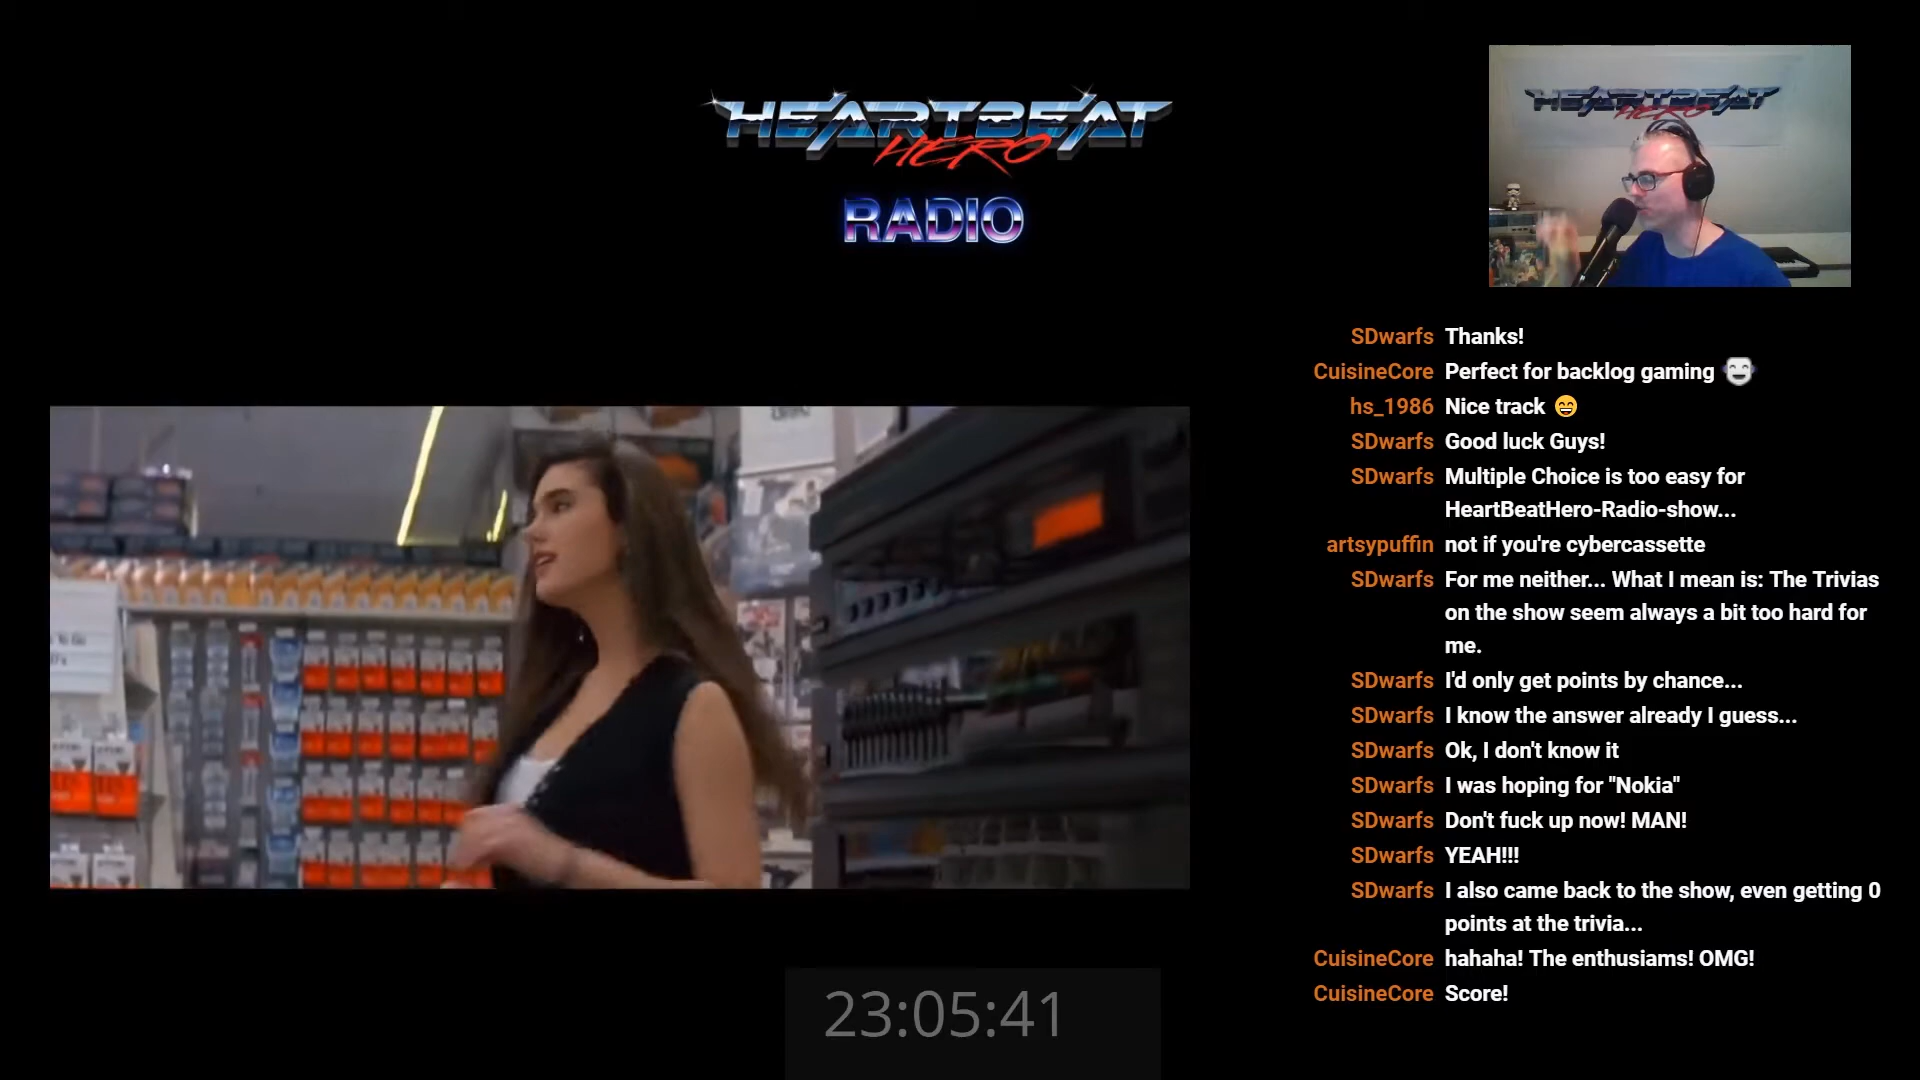 HEARTBEAT
HERO
RADIO
HEARTBEAT
HERO
SDwarfs Thanks!
CuisineCore Perfect for backlog gaming
hs_1986 Nice track 😁
SDwarfs Good luck Guys!
SDwarfs Multiple Choice is too easy for
HeartBeatHero-Radio-show...
artsypuffin not if you're cybercassette
SDwarfs For me neither... What I mean is: The Trivias
on the show seem always a bit too hard for
me.
SDwarfs I'd only get points by chance...
SDwarfs I know the answer already I guess...
SDwarfs Ok, I don't know it
SDwarfs I was hoping for "Nokia"
SDwarfs Don't fuck up now! MAN!
SDwarfs YEAH!!!
SDwarfs I also came back to the show, even getting 0
points at the trivia...
CuisineCore hahaha! The enthusiams! OMG!
CuisineCore Score!
To Go
23:05:41